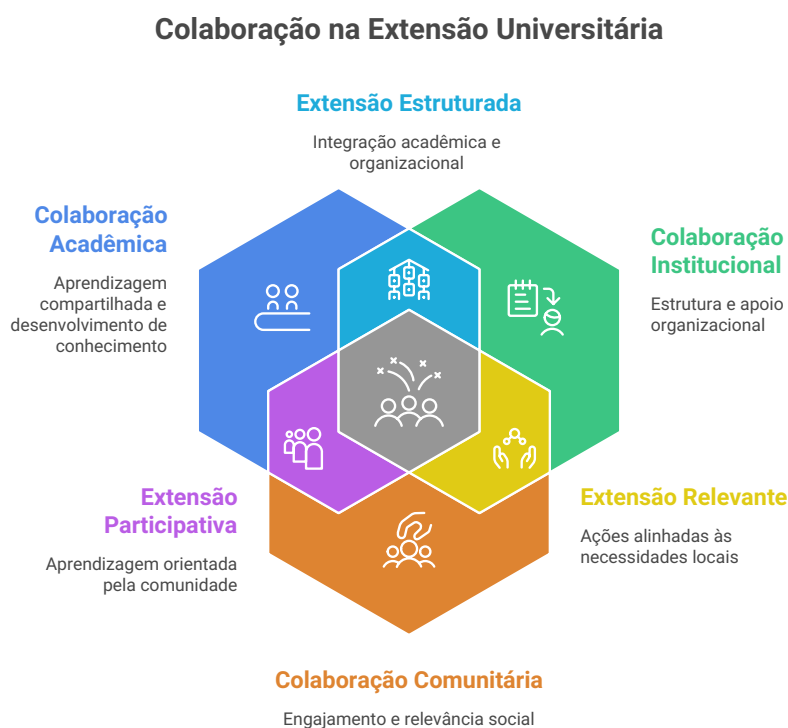 Colaboração na Extensão Universitária
Extensão Estruturada
Integração acadêmica e
organizacional
Colaboração
Acadêmica
Aprendizagem
compartilhada e
desenvolvimento de
conhecimento
Colaboração
Institucional
Estrutura e apoio
organizacional
Extensão
Participativa
Aprendizagem orientada
pela comunidade
Extensão Relevante
Ações alinhadas às
necessidades locais
Colaboração Comunitária
Engajamento e relevância social